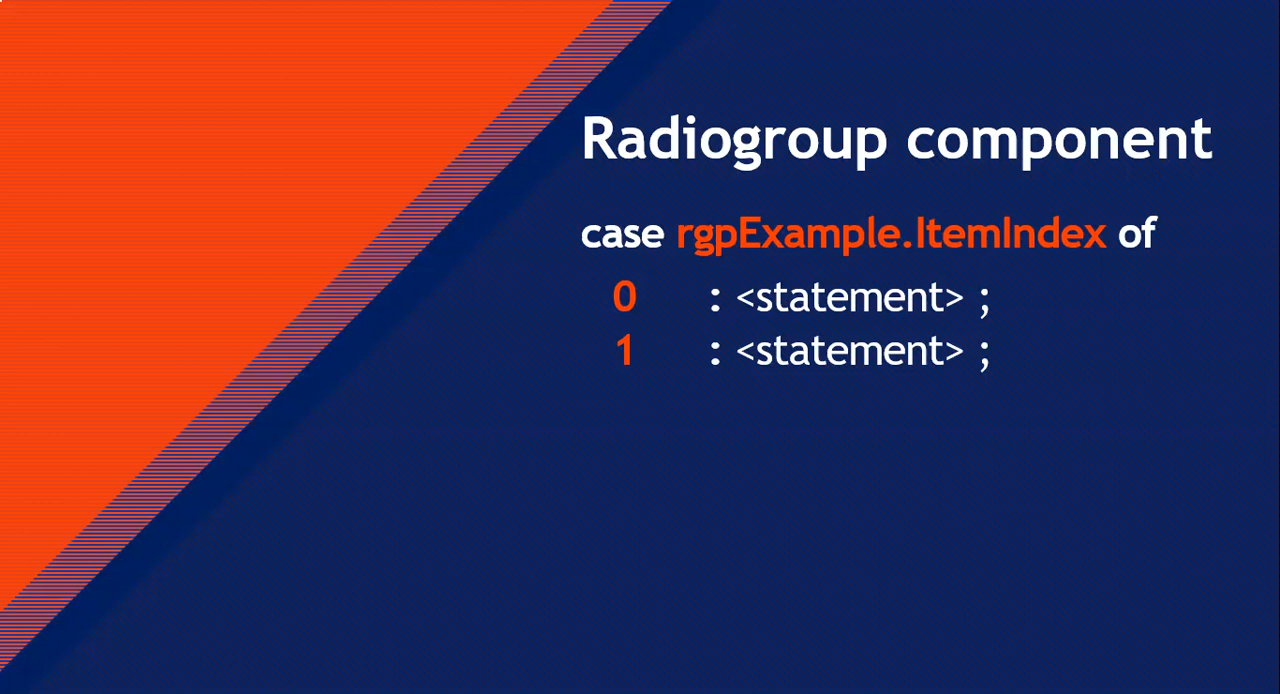 Radiogroup component
case rgpExample.ItemIndex of
0 : <statement> ;
1 : <statement> ;